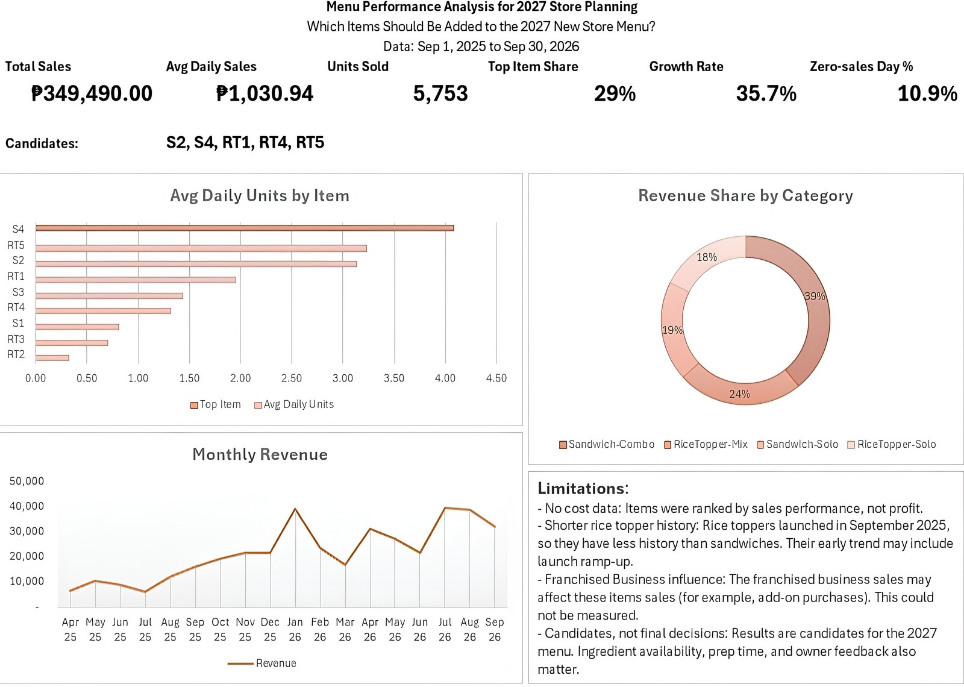 Menu Performance Analysis for 2027 Store Planning
Which Items Should Be Added to the 2027 New Store Menu?
Data: Sep 1, 2025 to Sep 30, 2026
Total Sales Avg Daily Sales Units Sold Top Item Share Growth Rate Zero-sales Day %
₱349,490.00 ₱1,030.94 5,753 29% 35.7% 10.9%
Candidates: S2, S4, RT1, RT4, RT5
Avg Daily Units by Item
S4
RT5
S2
RT1
S3
RT4
S1
RT3
RT2
0.00 0.50 1.00 1.50 2.00 2.50 3.00 3.50 4.00 4.50
Top Item Avg Daily Units
Revenue Share by Category
18%
39%
19%
24%
Sandwich-Combo RiceTopper-Mix Sandwich-Solo RiceTopper-Solo
Monthly Revenue
50,000
40,000
30,000
20,000
10,000
-
Apr May Jun Jul Aug Sep Oct Nov Dec Jan Feb Mar Apr May Jun Jul Aug Sep
25 25 25 25 25 25 25 25 25 26 26 26 26 26 26 26 26 26
Revenue
Limitations:
- No cost data: Items were ranked by sales performance, not profit.
- Shorter rice topper history: Rice toppers launched in September 2025,
so they have less history than sandwiches. Their early trend may include
launch ramp-up.
- Franchised Business influence: The franchised business sales may
affect these items sales (for example, add-on purchases). This could
not be measured.
- Candidates, not final decisions: Results are candidates for the 2027
menu. Ingredient availability, prep time, and owner feedback also
matter.